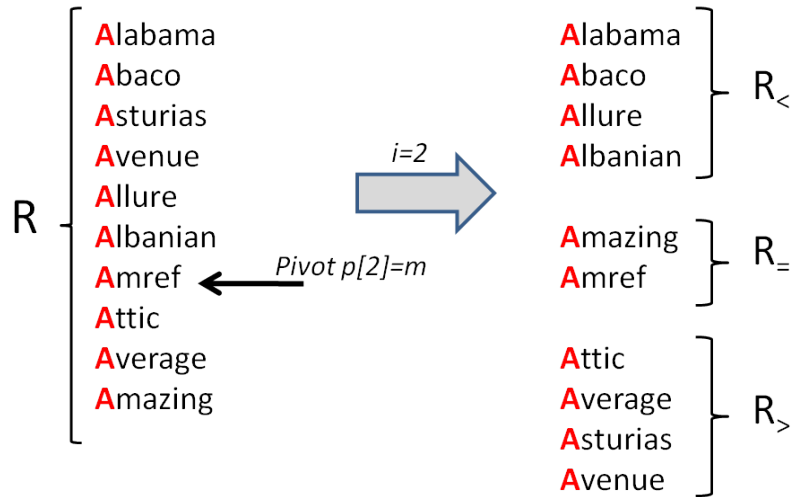 R
Alabama
Abaco
Asturias
Avenue
Allure
Albanian
Amref
Attic
Average
Amazing
Pivot p[2]=m
i=2
Alabama
Abaco
Allure
Albanian
R<
Amazing
Amref
R=
Attic
Average
Asturias
Avenue
R>